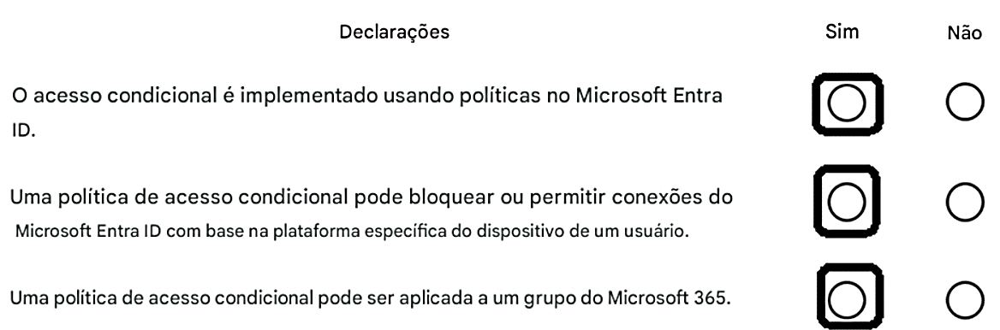 Declarações Sim Não
O acesso condicional é implementado usando políticas no Microsoft Entra
ID.
Uma política de acesso condicional pode bloquear ou permitir conexões do
Microsoft Entra ID com base na plataforma específica do dispositivo de um usuário.
Uma política de acesso condicional pode ser aplicada a um grupo do Microsoft 365.